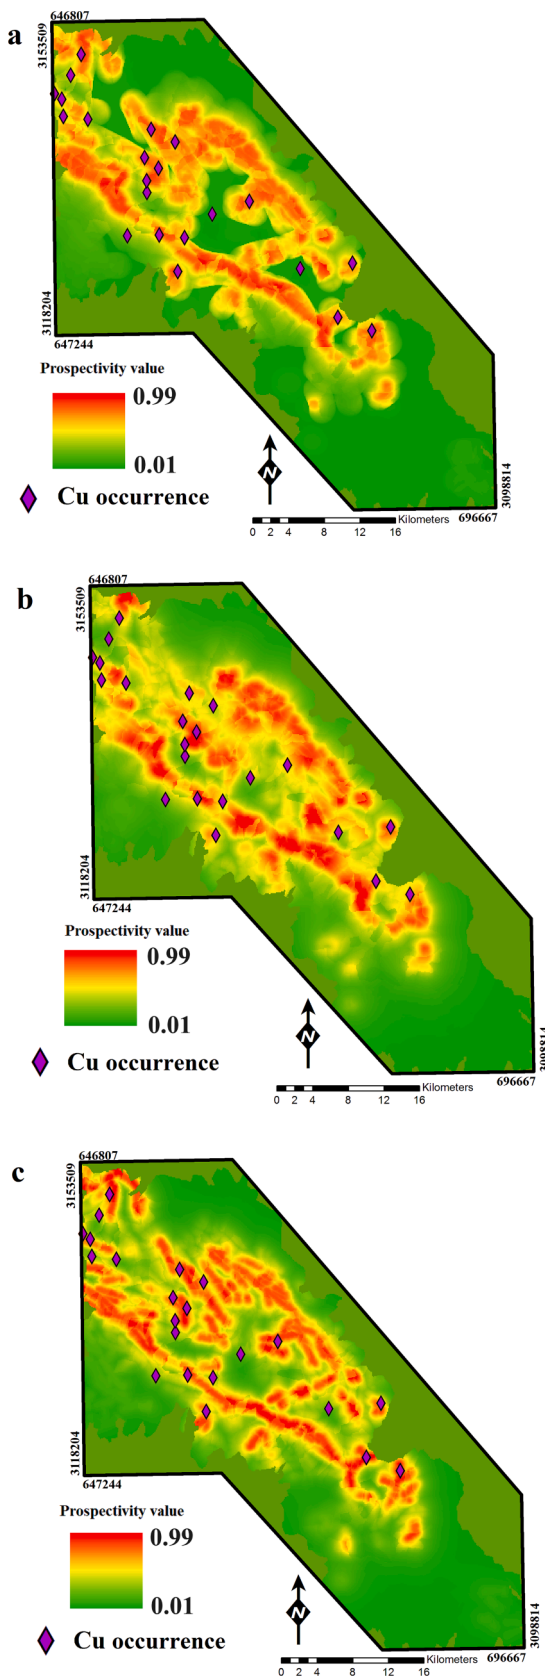 646807
a
3153509
3118204
647244
Prospectivity value
0.99
0.01
N
Cu occurrence
3098814
Kilometers
696667
0 2 4 8 12 16
646807
b
3153509
3118204
647244
Prospectivity value
0.99
0.01
N
Cu occurrence
3098814
Kilometers
696667
0 2 4 8 12 16
646807
c
3153509
3118204
647244
Prospectivity value
0.99
0.01
N
Cu occurrence
3098814
Kilometers
696667
0 2 4 8 12 16